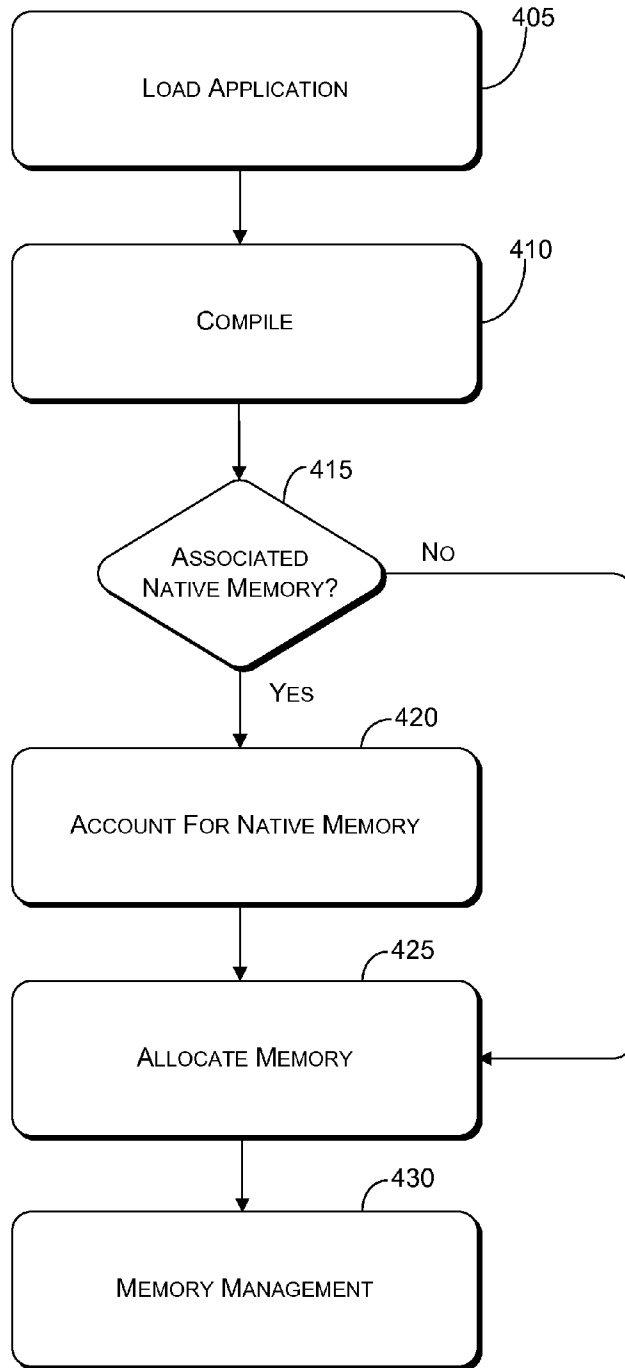 405
LOAD APPLICATION
410
COMPILE
415
ASSOCIATED
NATIVE MEMORY?
NO
YES
420
ACCOUNT FOR NATIVE MEMORY
425
ALLOCATE MEMORY
430
MEMORY MANAGEMENT